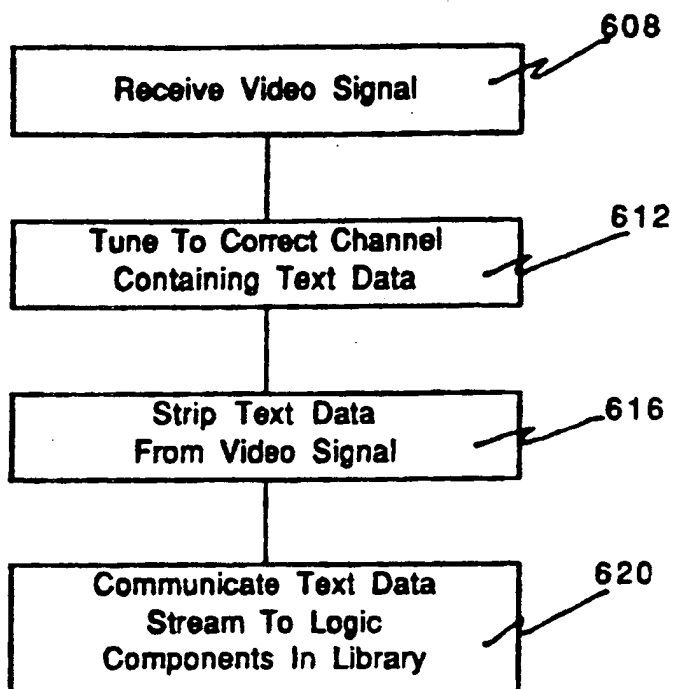 608
Receive Video Signal
612
Tune To Correct Channel
Containing Text Data
616
Strip Text Data
From Video Signal
620
Communicate Text Data
Stream To Logic
Components In Library